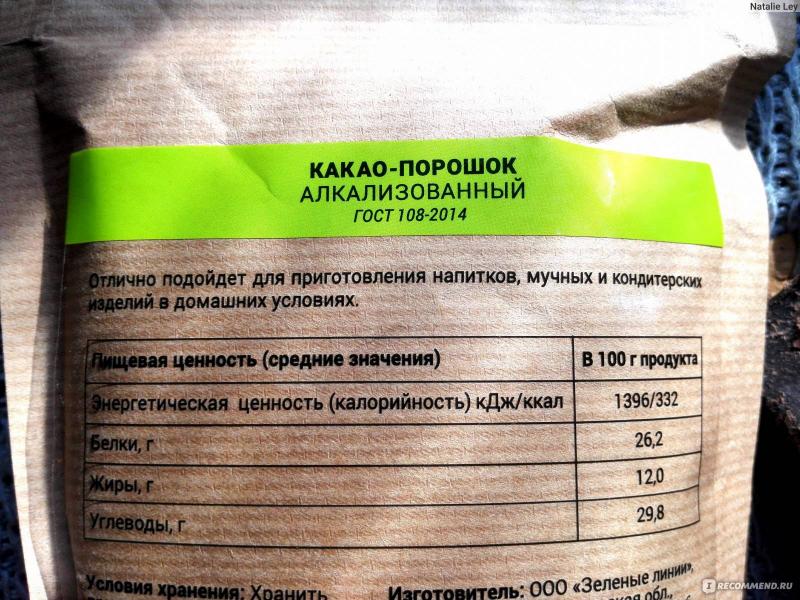 Natalie Ley
КАКАО-ПОРОШОК
АЛКАЛИЗОВАННЫЙ
ГОСТ 108-2014
Отлично подойдет для приготовления напитков, мучных и кондитерских
изделий в домашних условиях.
Пищевая ценность (средние значения) В 100 г продукта
Энергетическая ценность (калорийность) кДж/ккал 1396/332
Белки, г 26,2
Жиры, г 12,0
Углеводы, г 29,8
Условия хранения: Хранить
Изготовитель: ООО «Зеленые линии»,
обл.,
RECOMMEND.RU